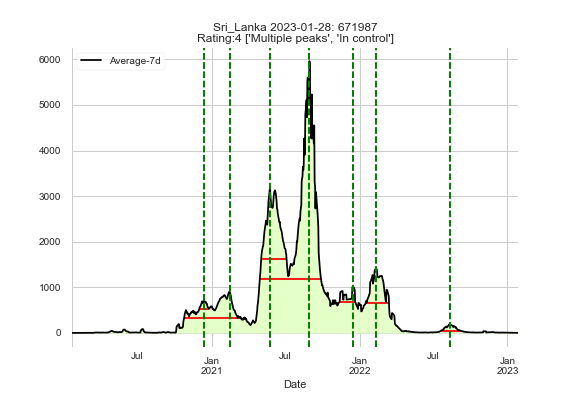 Sri_Lanka 2023-01-28: 671987
Rating:4 ['Multiple peaks', 'In control']
Average-7d
6000
5000
4000
3000
2000
1000
0
Jul
Jan
2021
Jul
Jan
2022
Jul
Jan
2023
Date